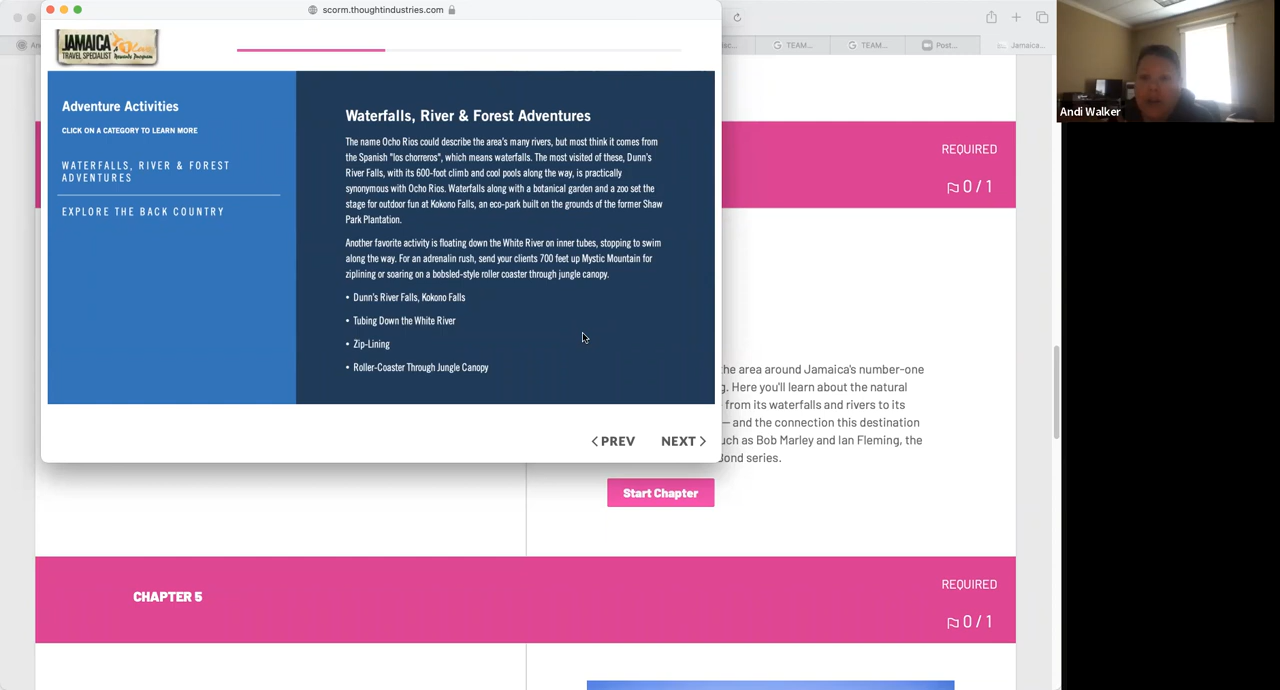 scorm.thoughtindustries.com
JAMAICA
TRAVEL SPECIALIST
Rewards Program
Adventure Activities
CLICK ON A CATEGORY TO LEARN MORE
WATERFALLS, RIVER & FOREST
ADVENTURES
EXPLORE THE BACK COUNTRY
Waterfalls, River & Forest Adventures
The name Ocho Rios could describe the area's many rivers, but most think it comes from
the Spanish "los chorreros", which means waterfalls. The most visited of these, Dunn's
River Falls, with its 600-foot climb and cool pools along the way, is practically
synonymous with Ocho Rios. Waterfalls along with a botanical garden and a zoo set the
stage for outdoor fun at Kokono Falls, an eco-park built on the grounds of the former Shaw
Park Plantation.
Another favorite activity is floating down the White River on inner tubes, stopping to swim
along the way. For an adrenalin rush, send your clients 700 feet up Mystic Mountain for
ziplining or soaring on a bobsled-style roller coaster through jungle canopy.
• Dunn's River Falls, Kokono Falls
• Tubing Down the White River
• Zip-Lining
• Roller-Coaster Through Jungle Canopy
PREV
NEXT
TEAM...
TEAM...
Post...
Jamaica...
Andi Walker
REQUIRED
0 / 1
the area around Jamaica's number-one
g. Here you'll learn about the natural
from its waterfalls and rivers to its
— and the connection this destination
uch as Bob Marley and Ian Fleming, the
Bond series.
Start Chapter
CHAPTER 5
REQUIRED
0 / 1